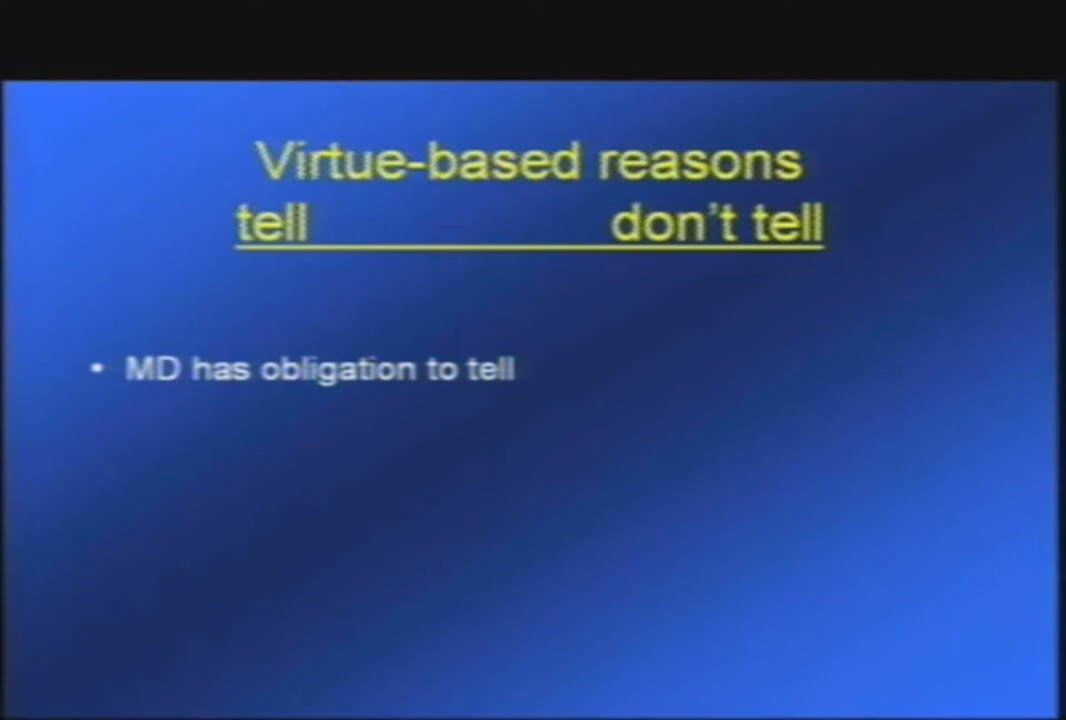 Virtue-based reasons
tell don't tell
• MD has obligation to tell